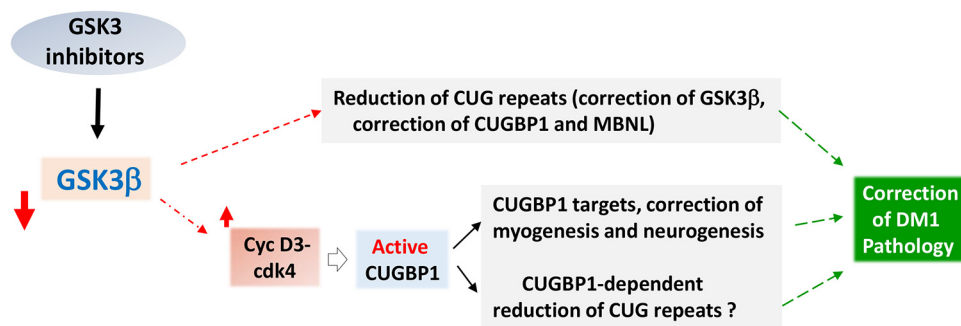 GSK3
inhibitors
GSK3β
Reduction of CUG repeats (correction of GSK3β,
correction of CUGBP1 and MBNL)
Cyc D3-
cdk4
Active
CUGBP1
CUGBP1 targets, correction of
myogenesis and neurogenesis
CUGBP1-dependent
reduction of CUG repeats ?
Correction
of DM1
Pathology